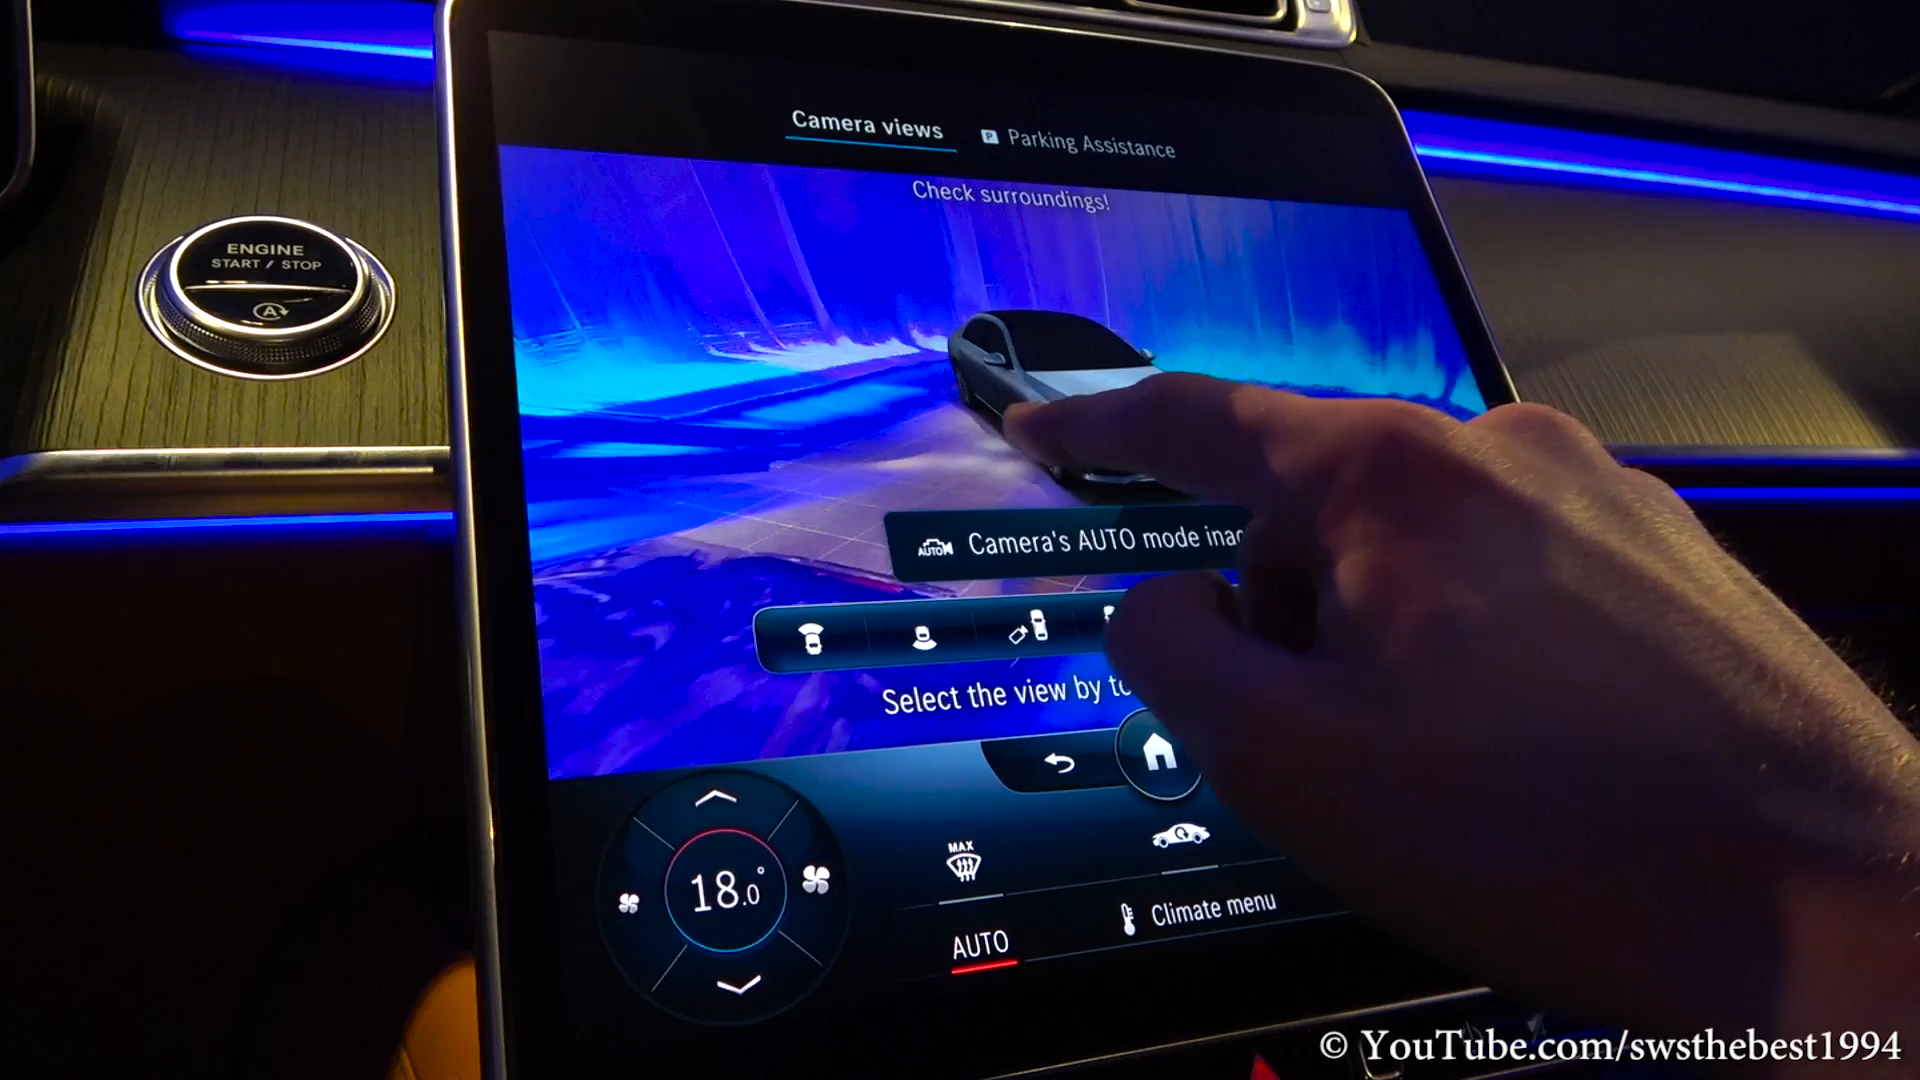 Camera views
P Parking Assistance
Check surroundings!
ENGINE
START / STOP
A
AUTO Camera's AUTO mode
Select the view by
18.0°
MAX
AUTO
Climate menu
© YouTube.com/swsthebest1994